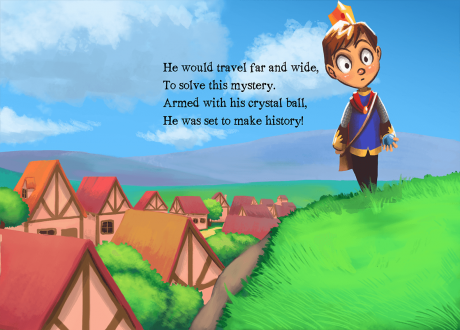 He would travel far and wide,
To solve this mystery.
Armed with his crystal ball,
He was set to make history!